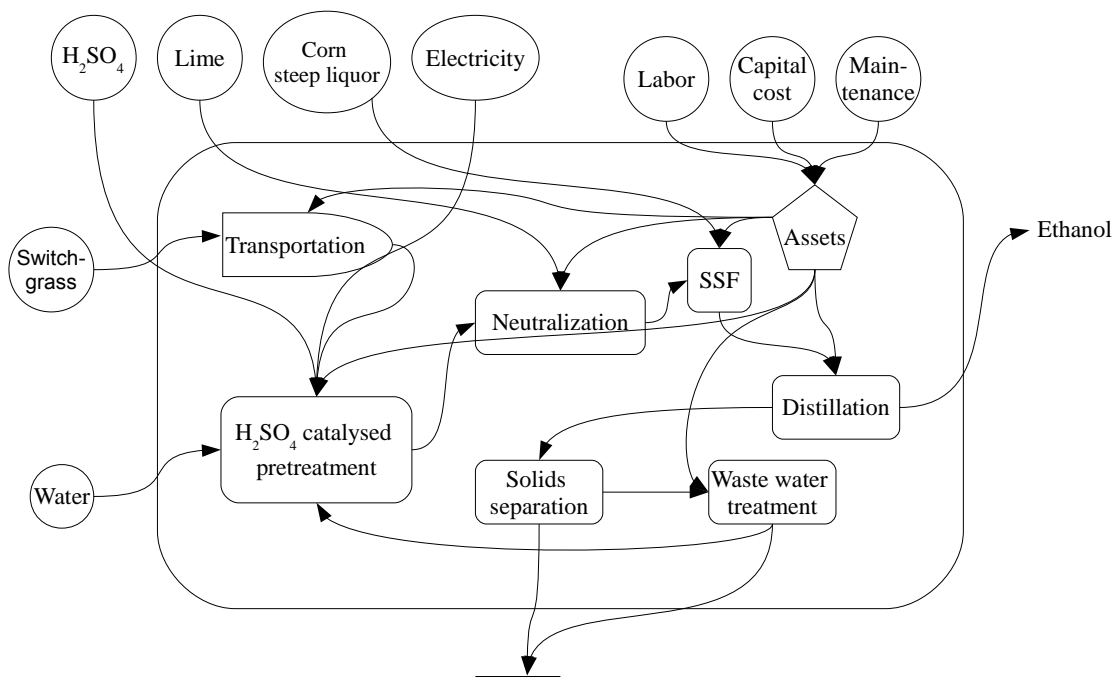 H₂SO₄
Lime
Corn
steep liquor
Electricity
Labor
Capital
cost
Main-
tenance
Switch-
grass
Transportation
Assets
Ethanol
SSF
Neutralization
Distillation
H₂SO₄ catalysed
pretreatment
Water
Solids
separation
Waste water
treatment